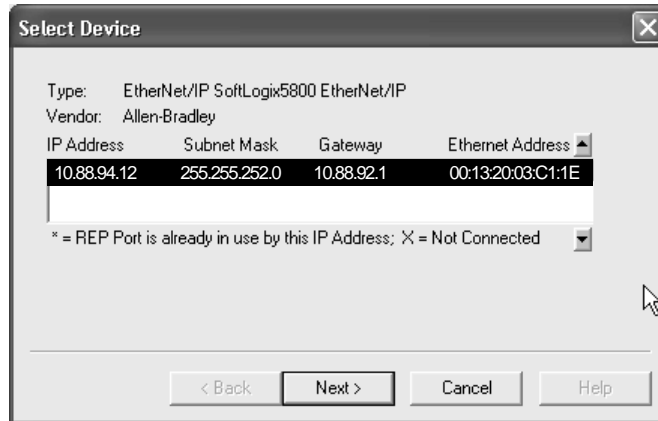 Select Device
Type: EtherNet/IP SoftLogix5800 EtherNet/IP
Vendor: Allen-Bradley
IP Address Subnet Mask Gateway Ethernet Address
10.88.94.12 255.255.252.0 10.88.92.1 00:13:20:03:C1:1E
* = REP Port is already in use by this IP Address; X = Not Connected
< Back Next > Cancel Help